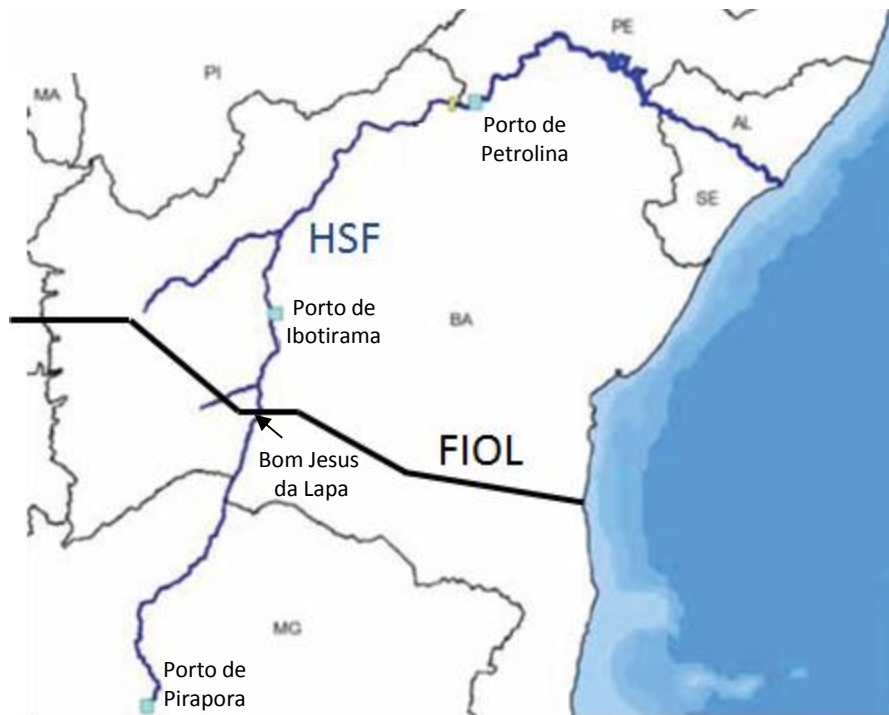 PE
PI
MA
Porto de
Petrolina
AL
SE
HSF
Porto de
Ibotirama
BA
FIOL
Bom Jesus
da Lapa
MG
Porto de
Pirapora